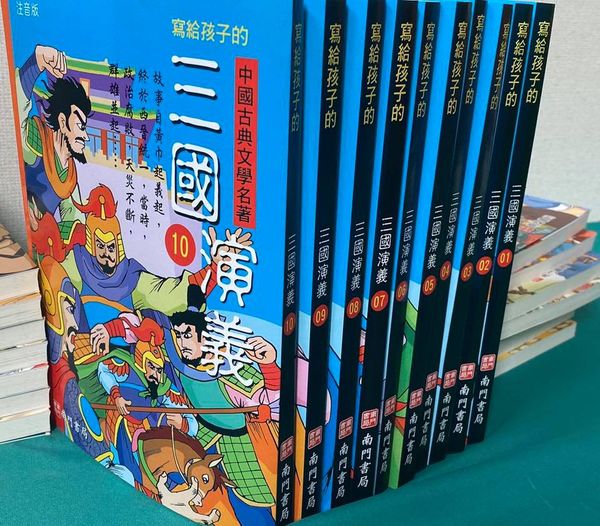 注音版
寫給孩子的
中國古典文學名著
三國演義
10
故事自黃巾起義起，
終於西晉統一，當時
政治腐敗，天災不斷，
群雄並起……
南門書局
寫給孩子的 三國演義 10 南門書局
寫給孩子的 三國演義 09 南門書局
寫給孩子的 三國演義 08 南門書局
寫給孩子的 三國演義 07 南門書局
寫給孩子的 三國演義 06 南門書局
寫給孩子的 三國演義 05 南門書局
寫給孩子的 三國演義 04
寫給孩子的 三國演義 03 南門書局
寫給孩子的 三國演義 02 南門書局
寫給孩子的 三國演義 01 南門書局